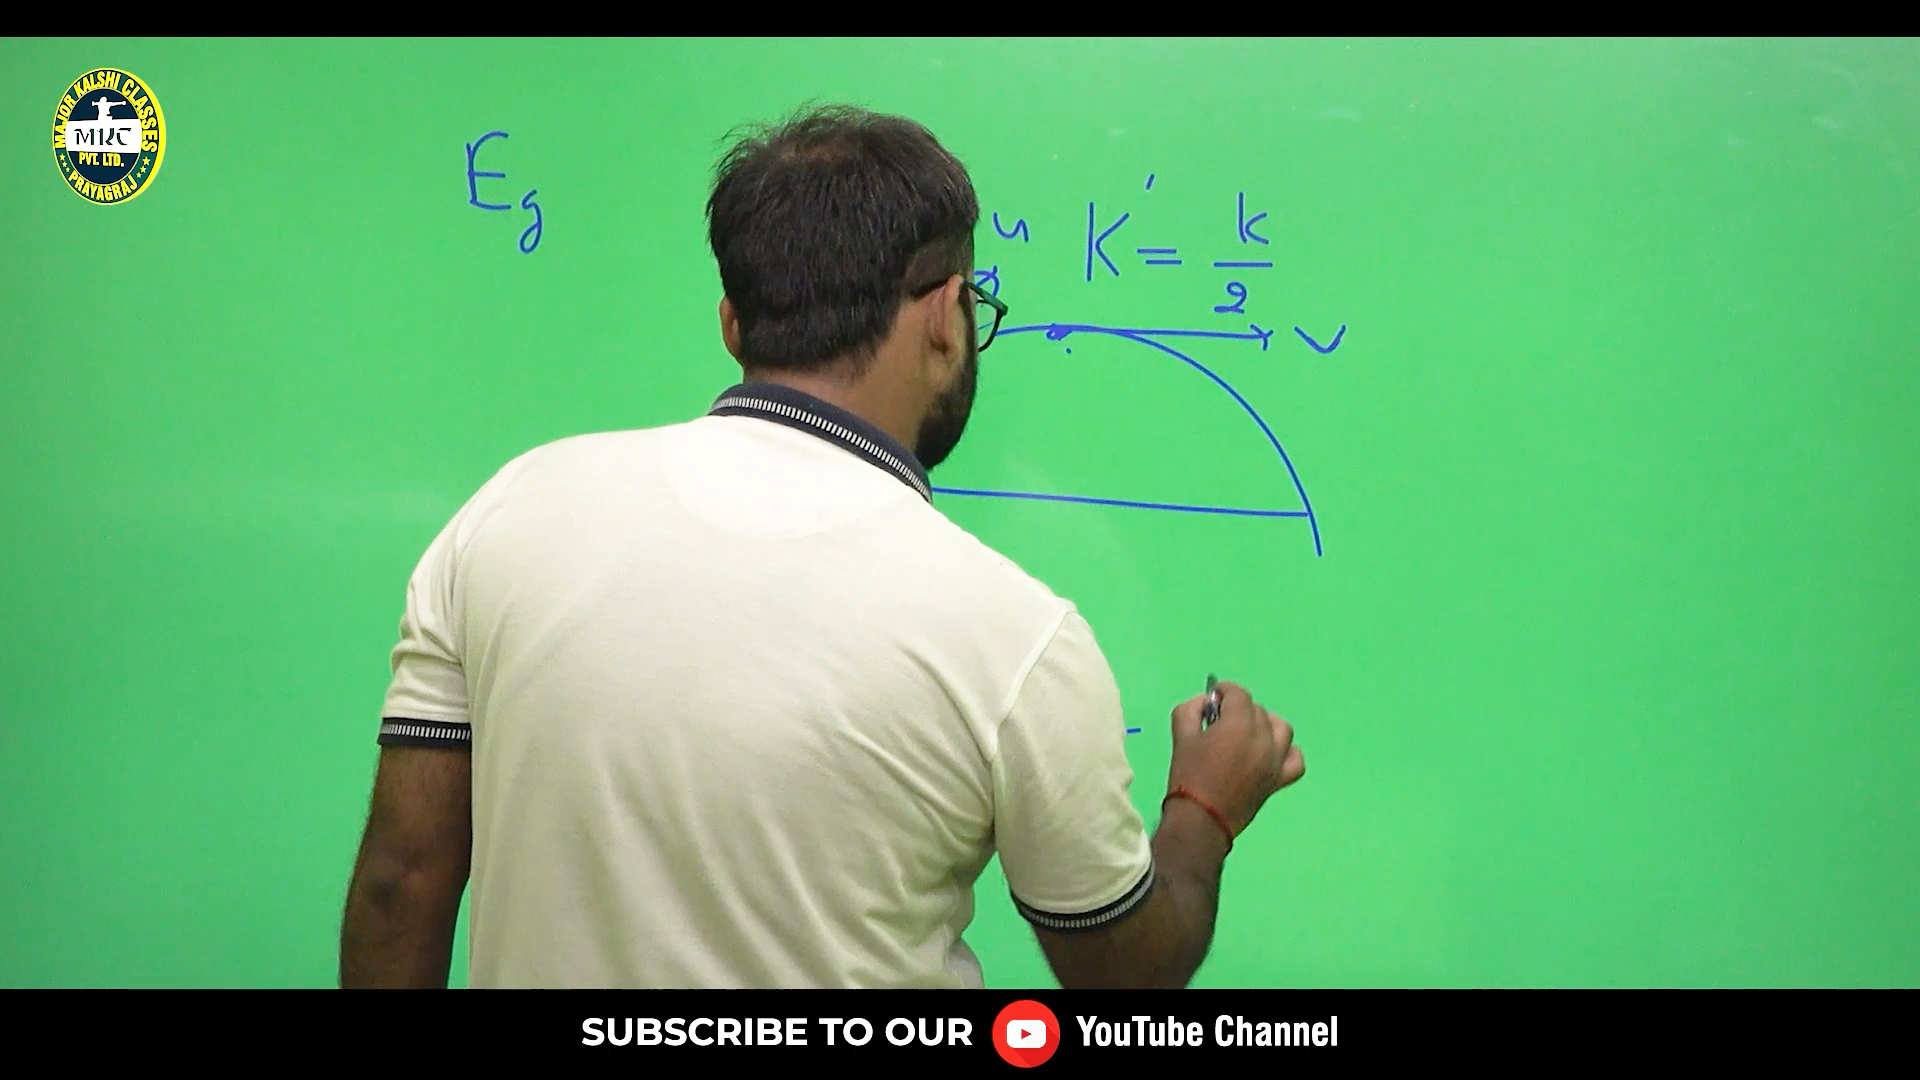 MAJOR KALSHI CLASSES
MKC
PVT. LTD.
PRAYAGRAJ
Eg
u
K' = k/2
v
SUBSCRIBE TO OUR YouTube Channel